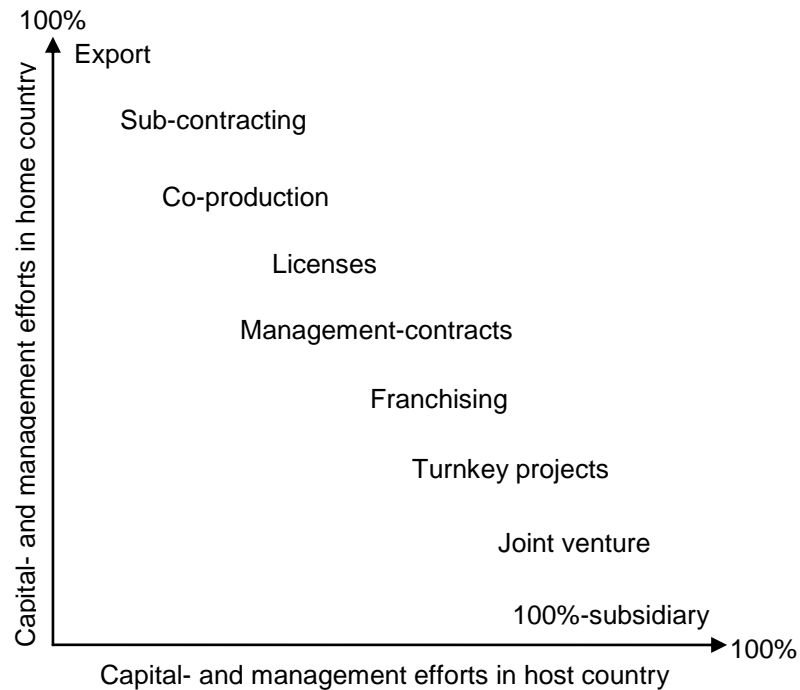 100%
Export
Capital- and management efforts in home country
Sub-contracting
Co-production
Licenses
Management-contracts
Franchising
Turnkey projects
Joint venture
100%-subsidiary
100%
Capital- and management efforts in host country